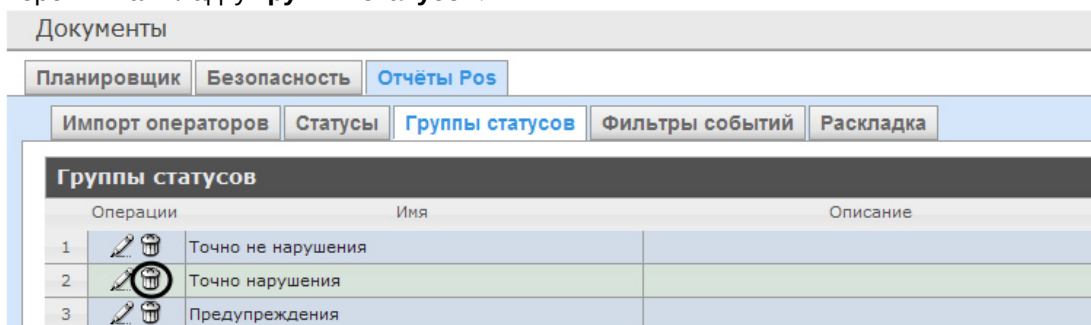 Документы
Планировщик Безопасность Отчёты Pos
Импорт операторов Статусы Группы статусов Фильтры событий Раскладка
Группы статусов
Операции Имя Описание
1 Точно не нарушения
2 Точно нарушения
3 Предупреждения